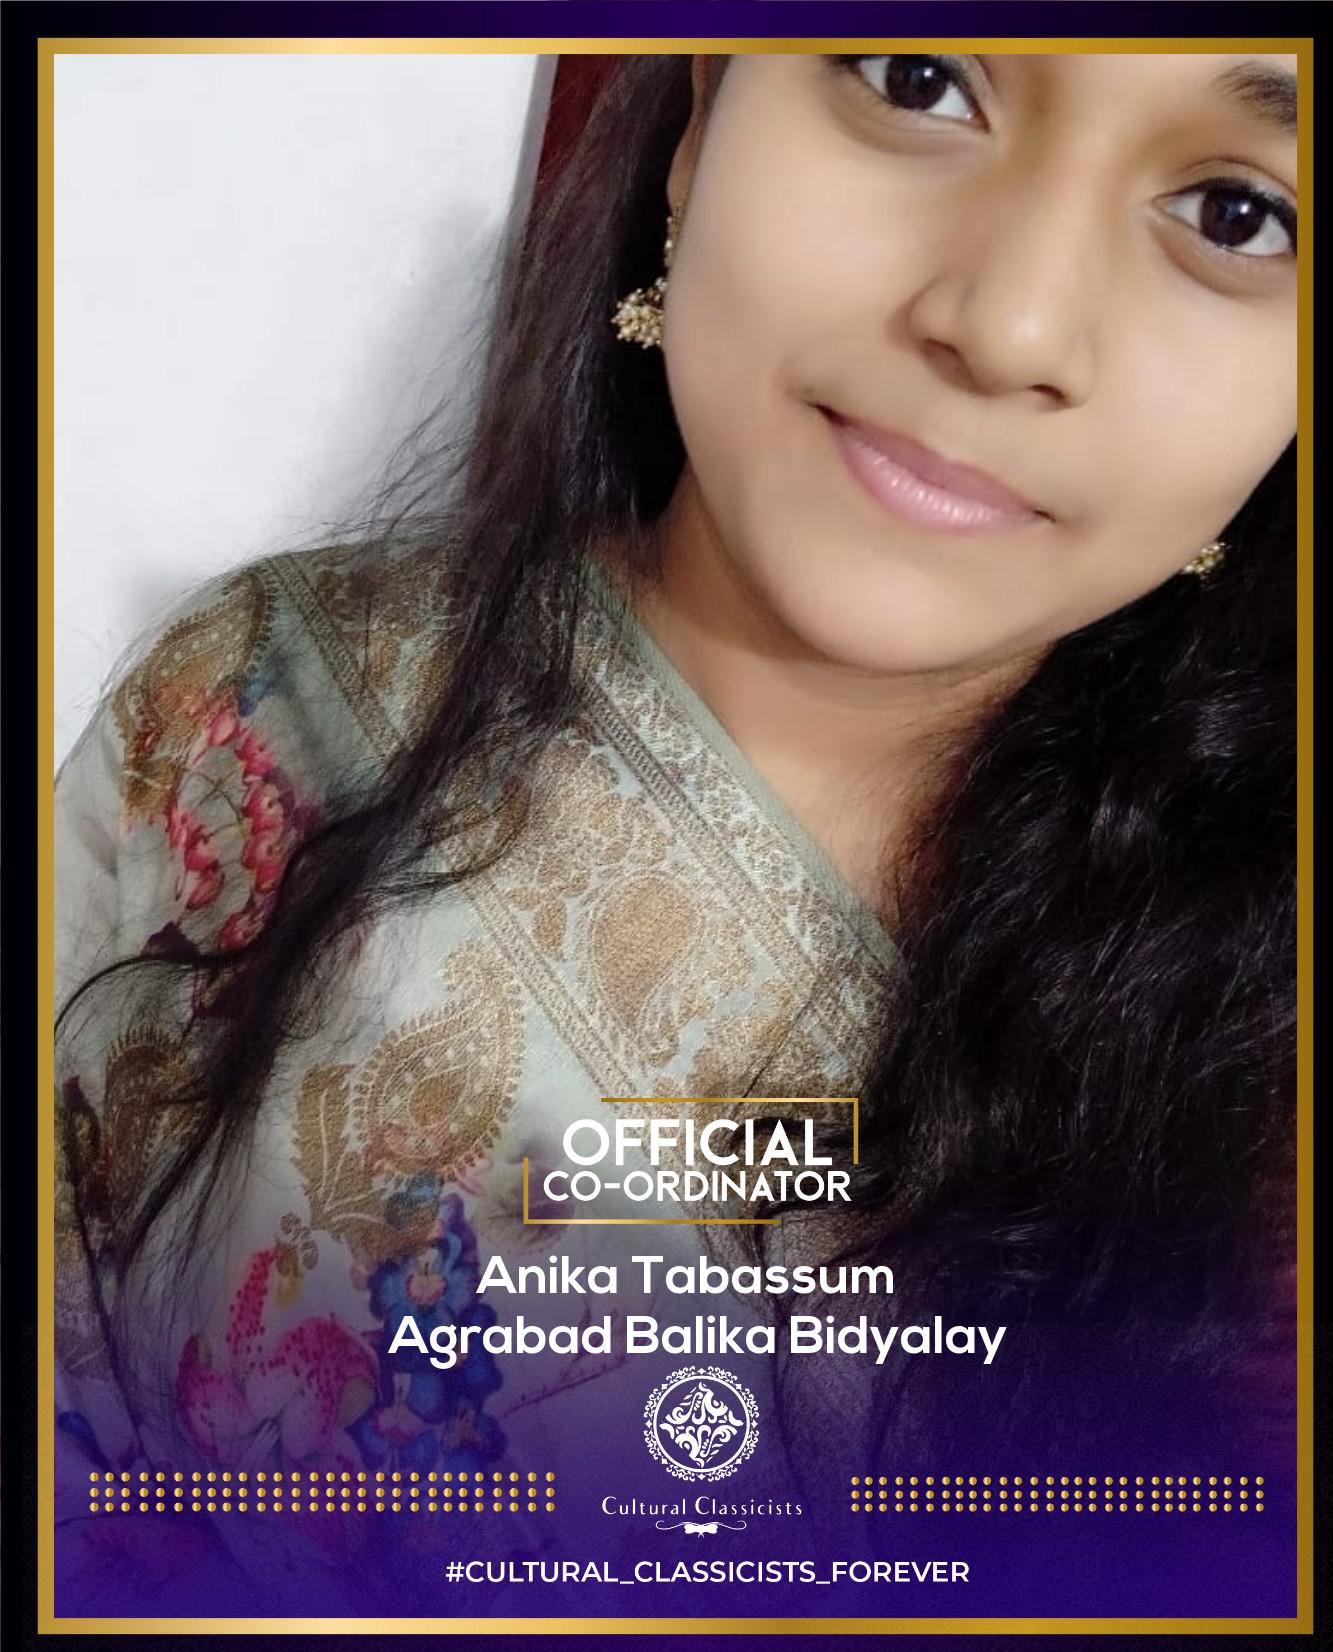 OFFICIAL
CO-ORDINATOR
Anika Tabassum
Agrabad Balika Bidyalay
Cultural Classicists
#CULTURAL_CLASSICISTS_FOREVER